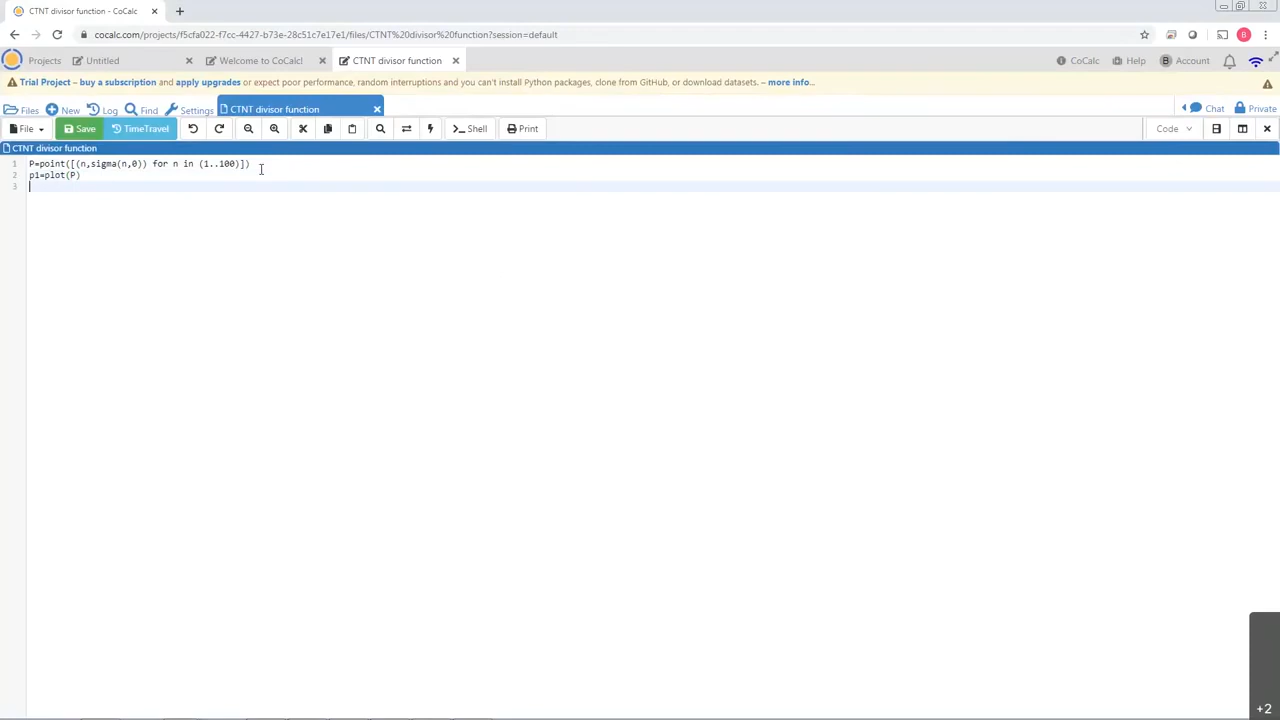 CTNT divisor function - CoCalc
cocalc.com/projects/f5cfa022-f7cc-4427-b73e-28c51c7e17e1/files/CTNT%20divisor%20function?session=default
B
Projects
Untitled
Welcome to CoCalc!
CTNT divisor function
CoCalc
Help
B Account
Trial Project – buy a subscription and apply upgrades or expect poor performance, random interruptions and you can't install Python packages, clone from GitHub, or download datasets. – more info...
Files
New
Log
Find
Settings
CTNT divisor function
Chat
Private
File
Save
TimeTravel
Shell
Print
Code
CTNT divisor function
1 P=point([(n,sigma(n,0)) for n in (1..100)])
2 p1=plot(P)
3
+2